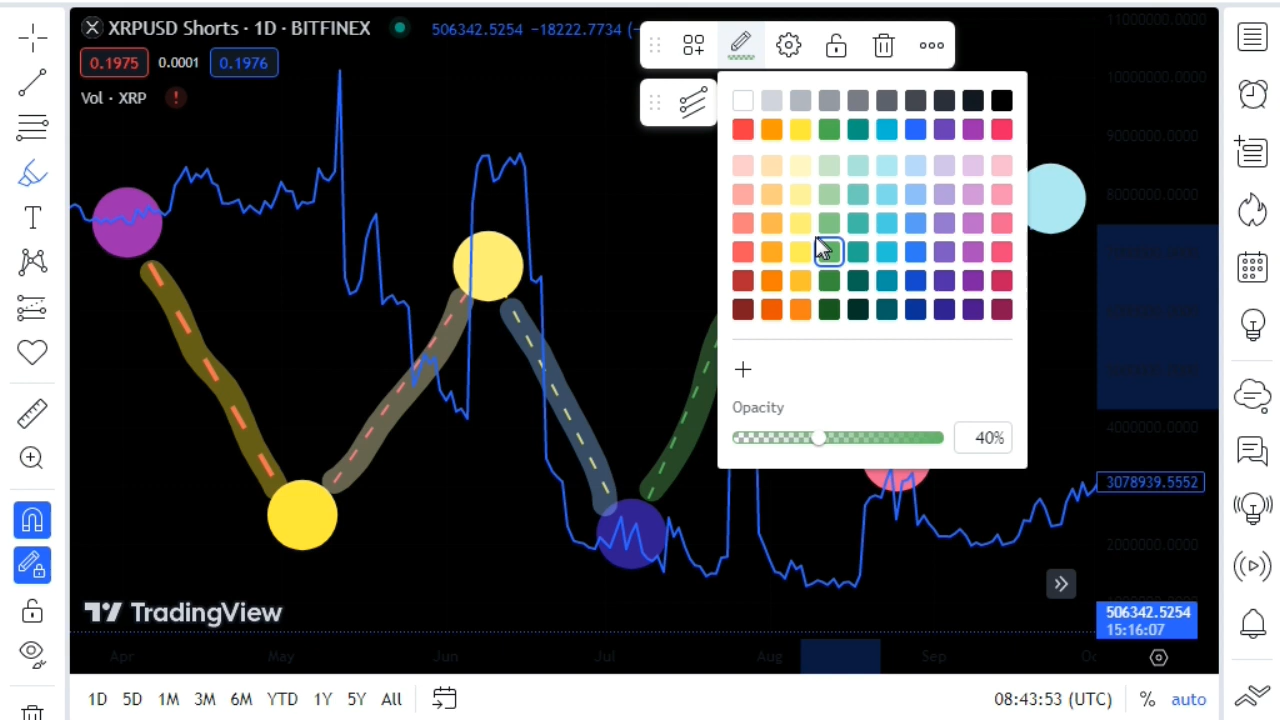 XRPUSD Shorts · 1D · BITFINEX
506342.5254 −18222.7734 (−
0.1975 0.0001 0.1976
Vol · XRP
11000000.0000
10000000.0000
9000000.0000
8000000.0000
4000000.0000
3078939.5552
2000000.0000
506342.5254
15:16:07
Opacity
40%
TradingView
Apr May Jun Jul Aug Sep Oc
1D 5D 1M 3M 6M YTD 1Y 5Y All
08:43:53 (UTC) % auto